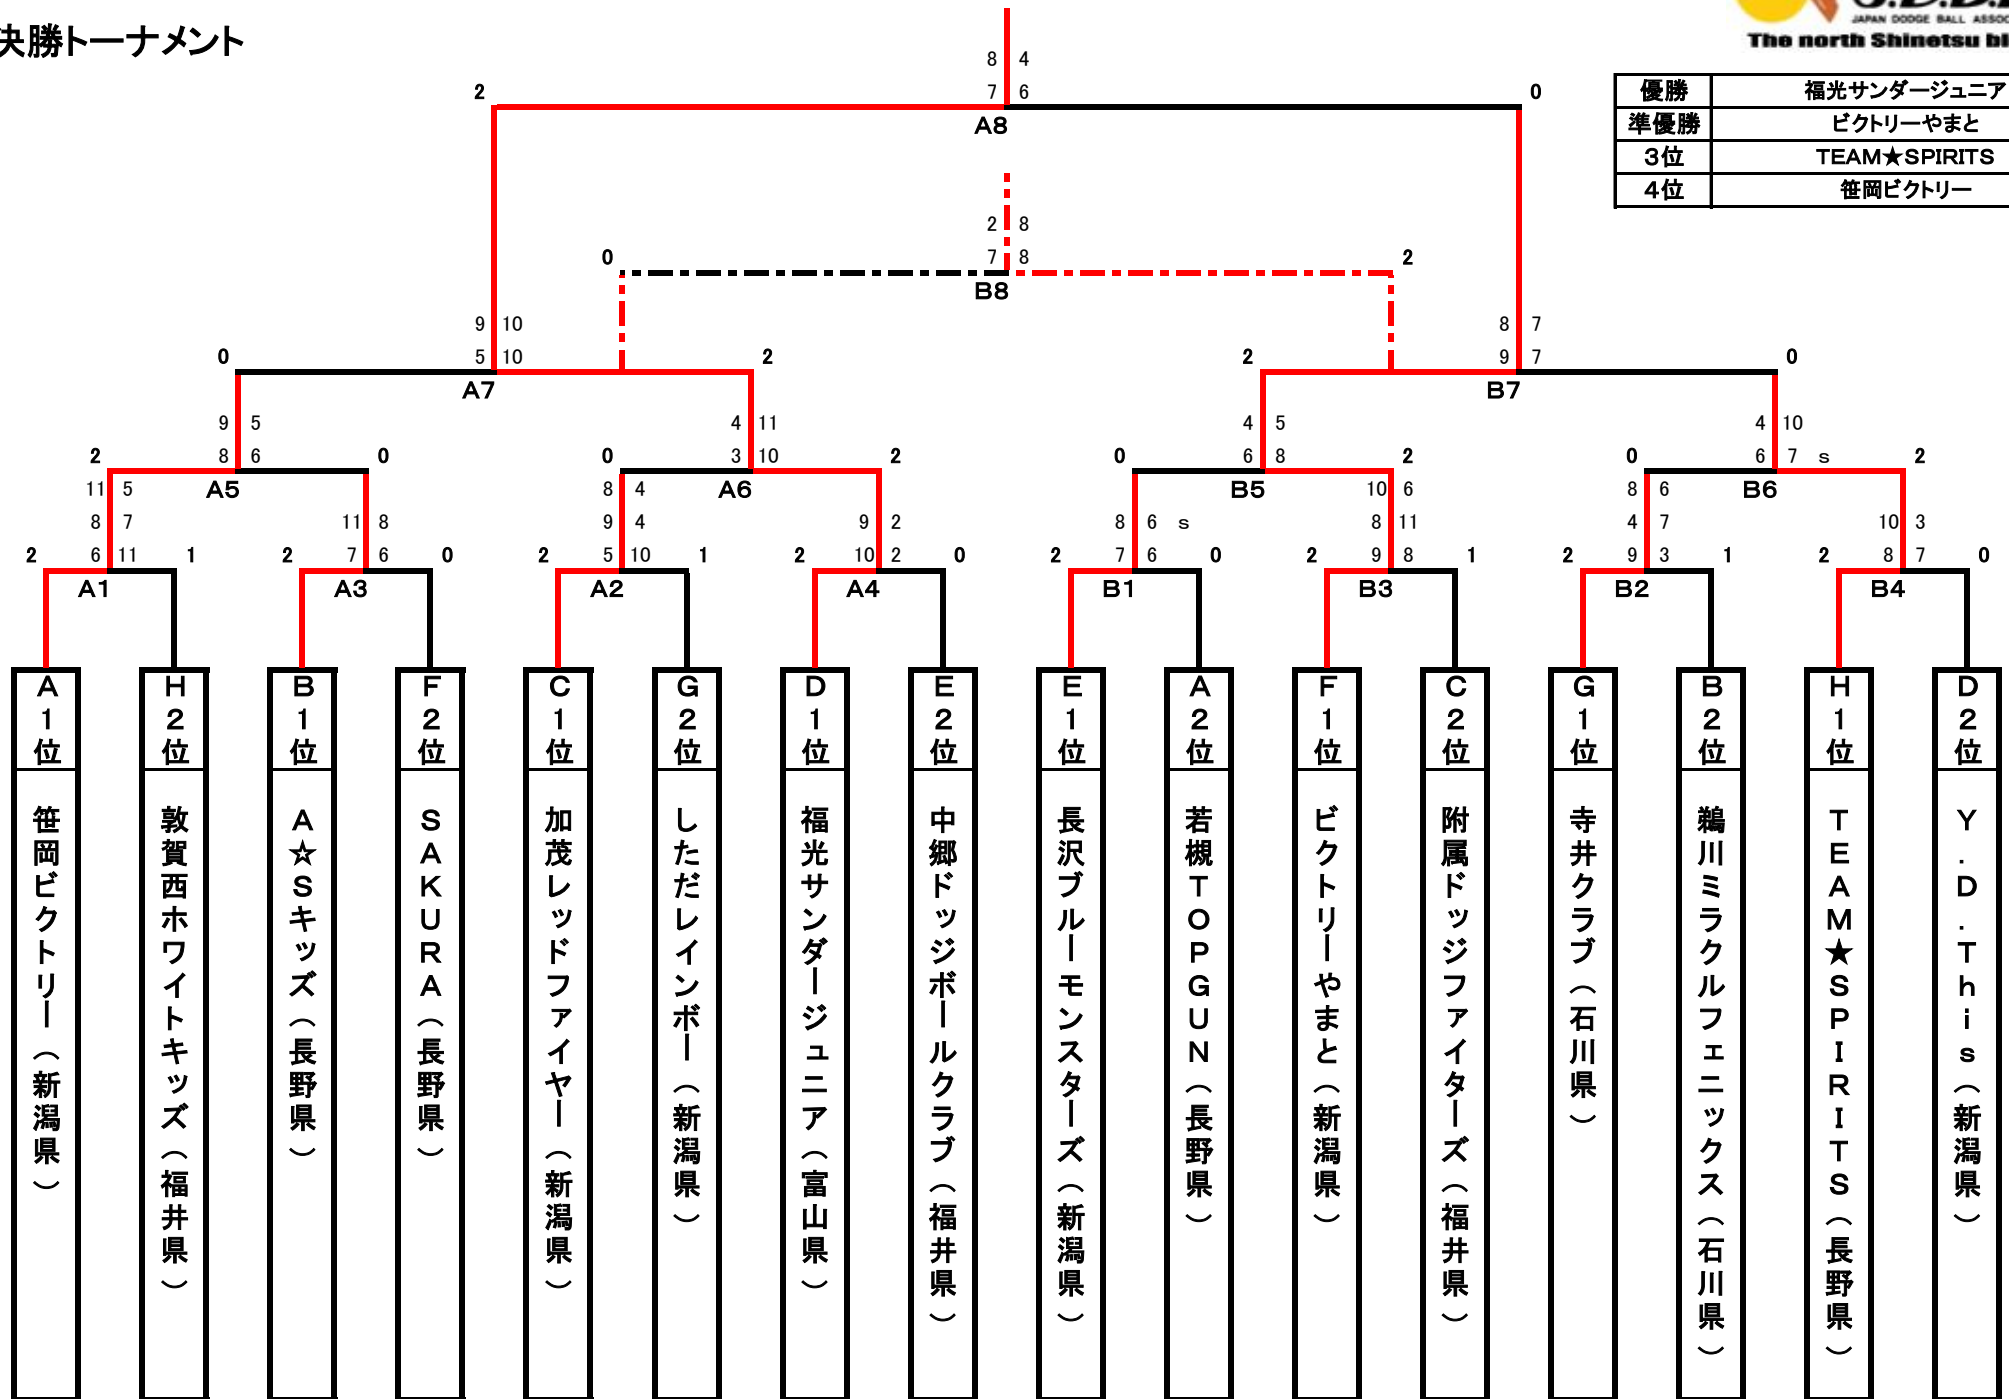 決勝トーナメント
JAPAN DODGE BALL
The north Shinetsu
優勝 福光サンダージュニア
準優勝 ビクトリーやまと
3位 TEAM★SPIRITS
4位 笹岡ビクトリー
8 4
2 7 6 0
A8
2 8
0 7 8 2
B8
9 10 8 7
0 5 10 2 2 9 7 0
A7 B7
9 5 4 11 4 5 4 10
2 8 6 0 0 3 10 2 0 6 8 2 0 6 7 s 2
11 5 A5 8 4 A6 B5 10 6 8 6 B6
8 7 11 8 9 4 9 2 8 6 s 8 11 4 7 10 3
2 6 11 1 2 7 6 0 2 5 10 1 2 10 2 0 2 7 6 0 2 9 8 1 2 9 3 1 2 8 7 0
A1 A3 A2 A4 B1 B3 B2 B4
A1位 笹岡ビクトリー(新潟県)
H2位 敦賀西ホワイトキッズ(福井県)
B1位 A☆Sキッズ(長野県)
F2位 SAKURA(長野県)
C1位 加茂レッドファイヤー(新潟県)
G2位 しただレインボー(新潟県)
D1位 福光サンダージュニア(富山県)
E2位 中郷ドッジボールクラブ(福井県)
E1位 長沢ブルーモンスターズ(新潟県)
A2位 若槻TOPGUN(長野県)
F1位 ビクトリーやまと(新潟県)
C2位 附属ドッジファイターズ(福井県)
G1位 寺井クラブ(石川県)
B2位 鵜川ミラクルフェニックス(石川県)
H1位 TEAM★SPIRITS(長野県)
D2位 Y.D.This(新潟県)